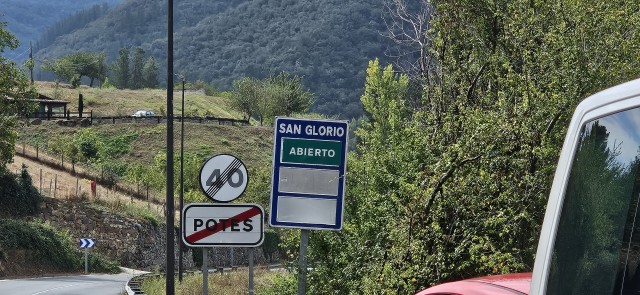 SAN GLORIO
ABIERTO
40
POTES